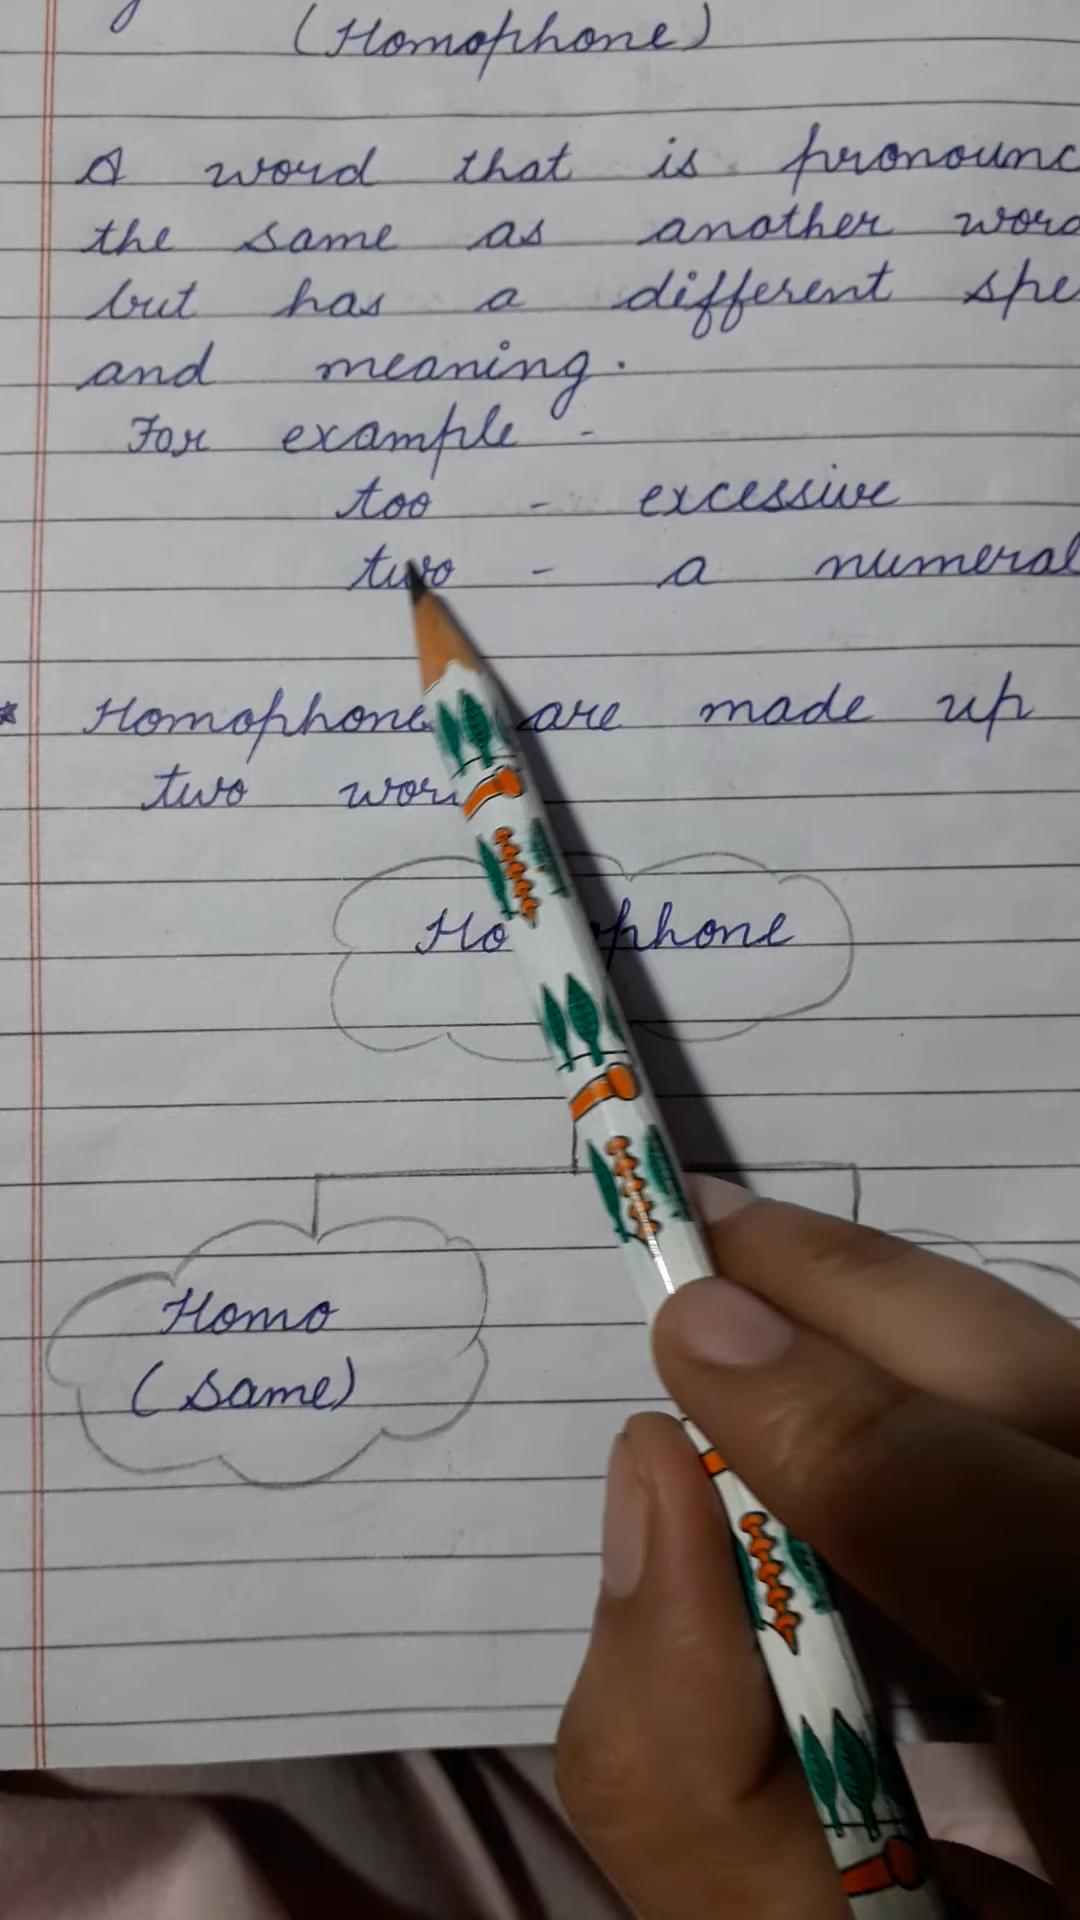 (Homophone)
A word that is pronounc
the same as another word
but has a different spe
and meaning.
For example -
too - excessive
two - a numeral
Homophone are made up
two wor
Ho phone
Homo
(Same)